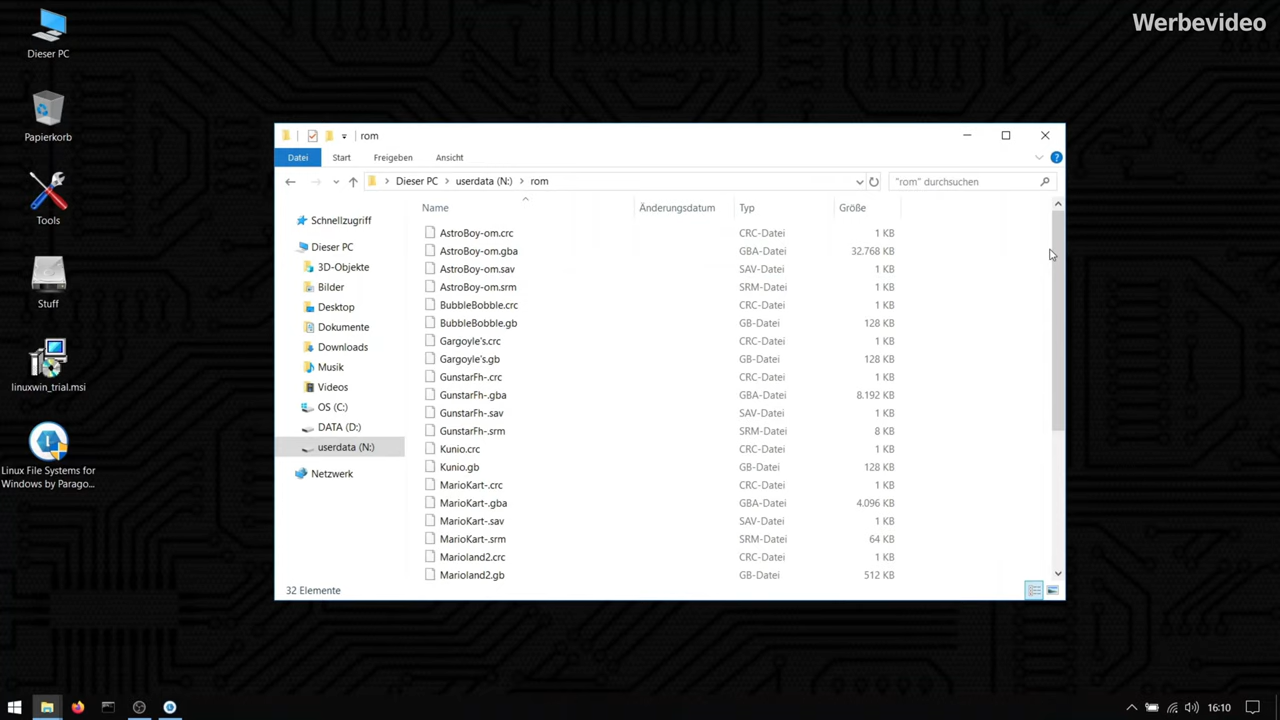 Werbevideo
Dieser PC
Papierkorb
Tools
Stuff
linuxwin_trial.msi
Linux File Systems for
Windows by Parago...
rom
Datei Start Freigeben Ansicht
Dieser PC userdata (N:) rom
"rom" durchsuchen
Schnellzugriff
Dieser PC
3D-Objekte
Bilder
Desktop
Dokumente
Downloads
Musik
Videos
OS (C:)
DATA (D:)
userdata (N:)
Netzwerk
Name Änderungsdatum Typ Größe
AstroBoy-om.crc CRC-Datei 1 KB
AstroBoy-om.gba GBA-Datei 32.768 KB
AstroBoy-om.sav SAV-Datei 1 KB
AstroBoy-om.srm SRM-Datei 1 KB
BubbleBobble.crc CRC-Datei 1 KB
BubbleBobble.gb GB-Datei 128 KB
Gargoyle's.crc CRC-Datei 1 KB
Gargoyle's.gb GB-Datei 128 KB
GunstarFh-.crc CRC-Datei 1 KB
GunstarFh-.gba GBA-Datei 8.192 KB
GunstarFh-.sav SAV-Datei 1 KB
GunstarFh-.srm SRM-Datei 8 KB
Kunio.crc CRC-Datei 1 KB
Kunio.gb GB-Datei 128 KB
MarioKart-.crc CRC-Datei 1 KB
MarioKart-.gba GBA-Datei 4.096 KB
MarioKart-.sav SAV-Datei 1 KB
MarioKart-.srm SRM-Datei 64 KB
Marioland2.crc CRC-Datei 1 KB
Marioland2.gb GB-Datei 512 KB
32 Elemente
16:10